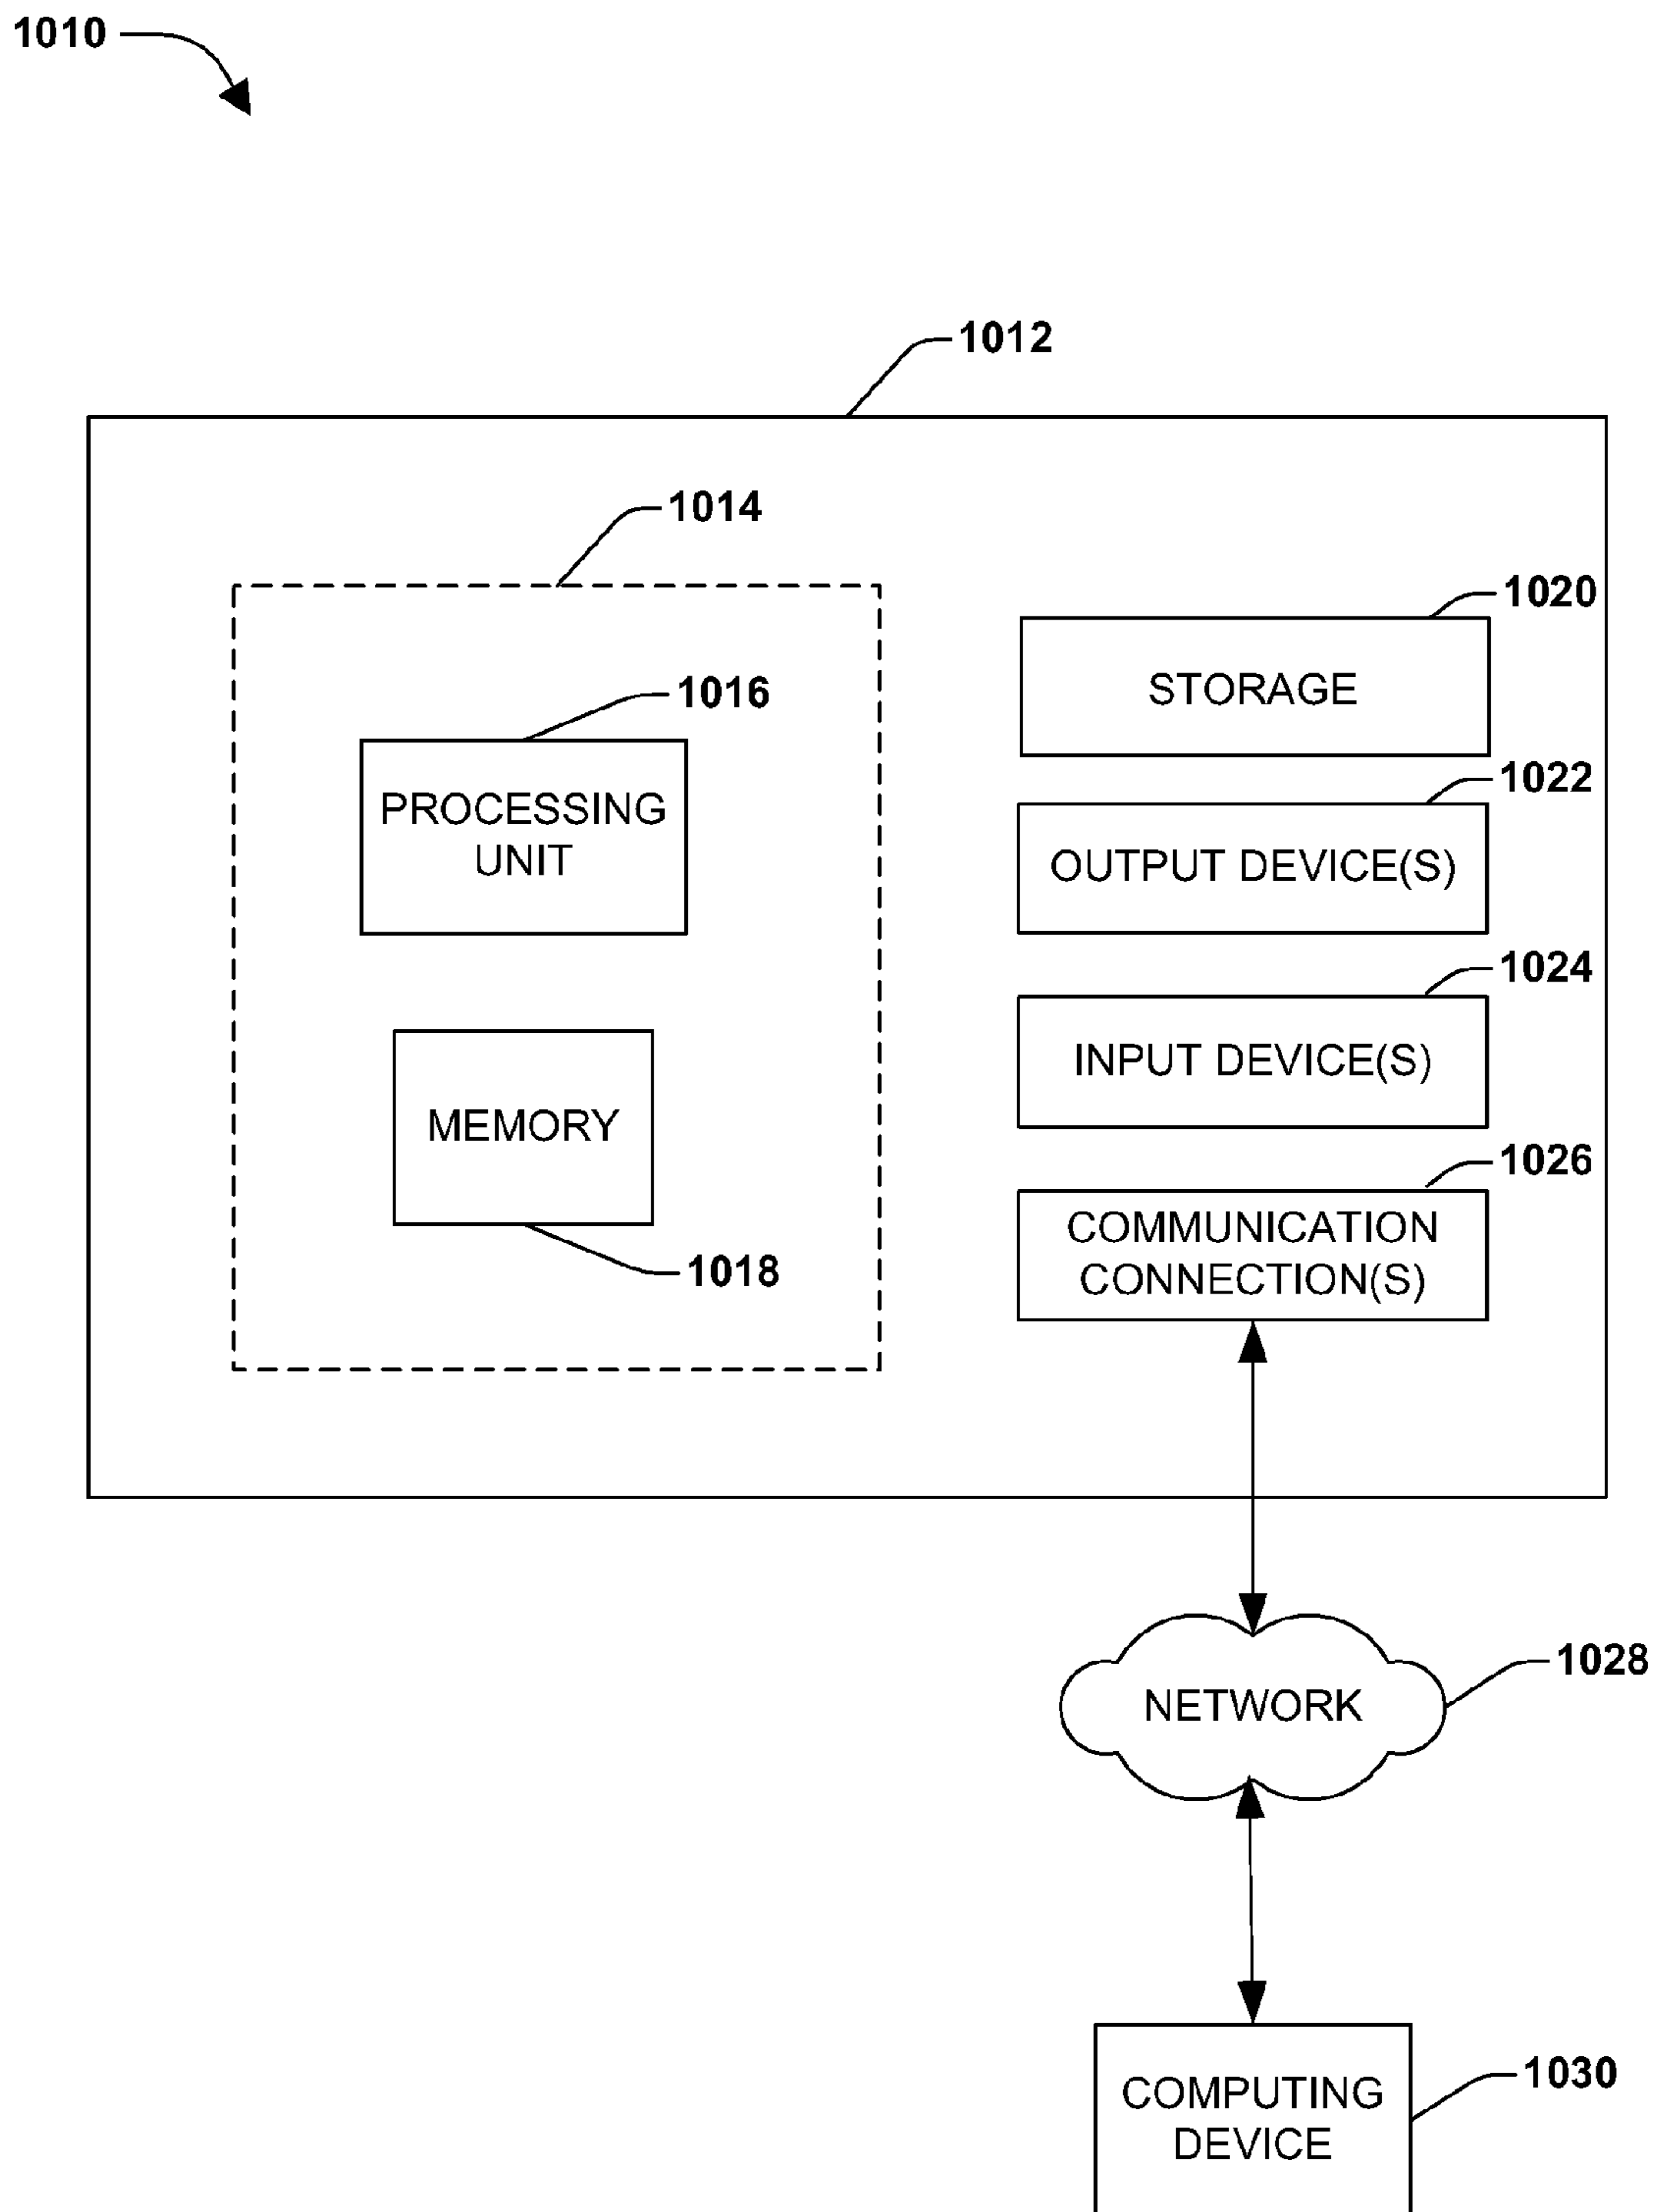 1010
1012
1014
1020
STORAGE
1016
PROCESSING
UNIT
1022
OUTPUT DEVICE(S)
1024
INPUT DEVICE(S)
MEMORY
1018
1026
COMMUNICATION
CONNECTION(S)
1028
NETWORK
1030
COMPUTING
DEVICE